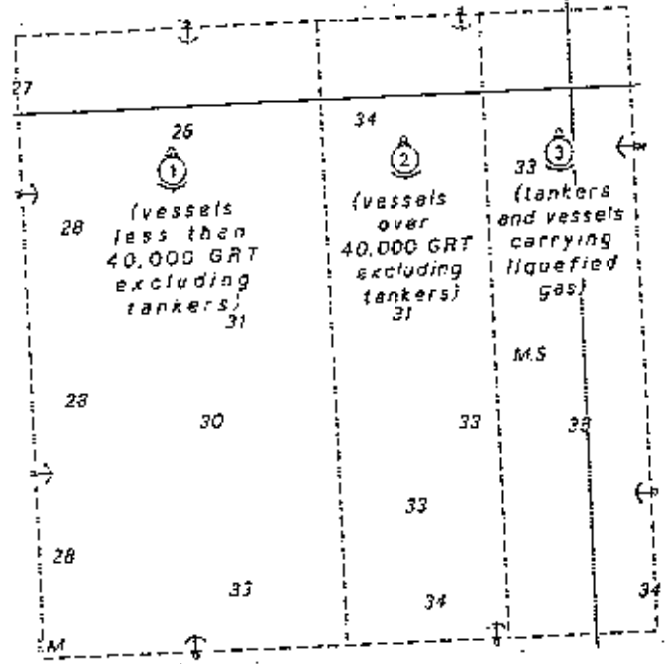 27
26
34
1
2
3
33
(vessels
less than
40,000 GRT
excluding
tankers)
31
(vessels
over
40,000 GRT
excluding
tankers)
31
(tankers
and vessels
carrying
liquefied
gas)
28
M.S
28
30
33
33
28
33
34
34
M